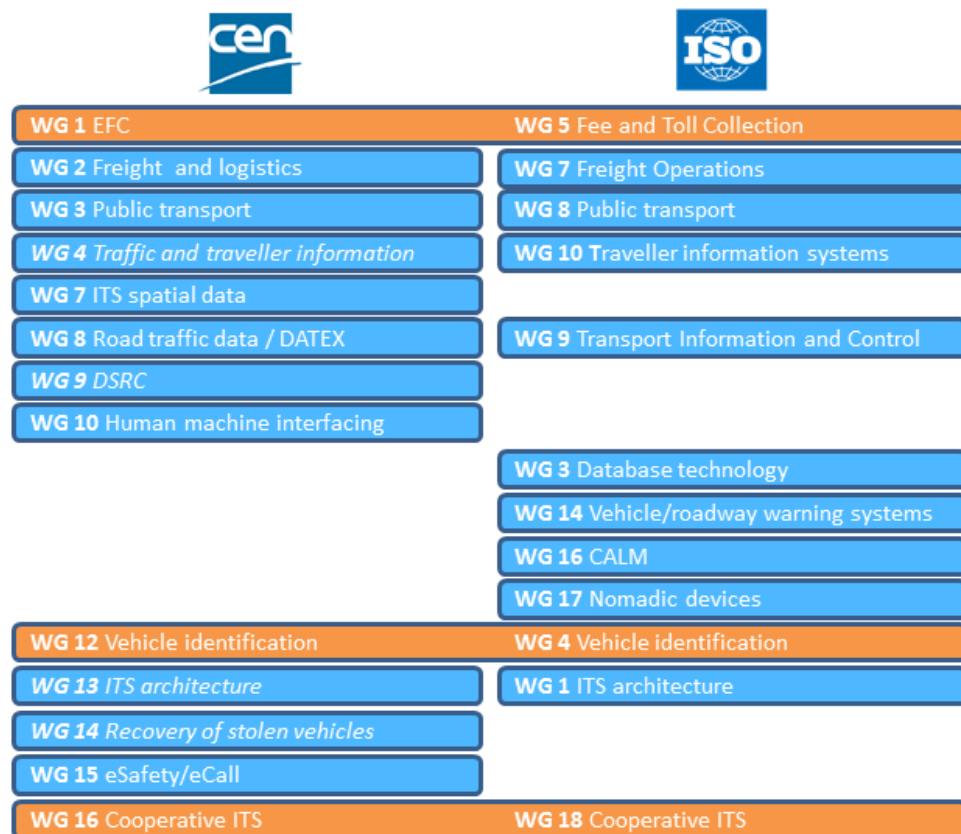 cen ISO
WG 1 EFC WG 5 Fee and Toll Collection
WG 2 Freight and logistics WG 7 Freight Operations
WG 3 Public transport WG 8 Public transport
WG 4 Traffic and traveller information WG 10 Traveller information systems
WG 7 ITS spatial data
WG 8 Road traffic data / DATEX WG 9 Transport Information and Control
WG 9 DSRC
WG 10 Human machine interfacing
WG 3 Database technology
WG 14 Vehicle/roadway warning systems
WG 16 CALM
WG 17 Nomadic devices
WG 12 Vehicle identification WG 4 Vehicle identification
WG 13 ITS architecture WG 1 ITS architecture
WG 14 Recovery of stolen vehicles
WG 15 eSafety/eCall
WG 16 Cooperative ITS WG 18 Cooperative ITS